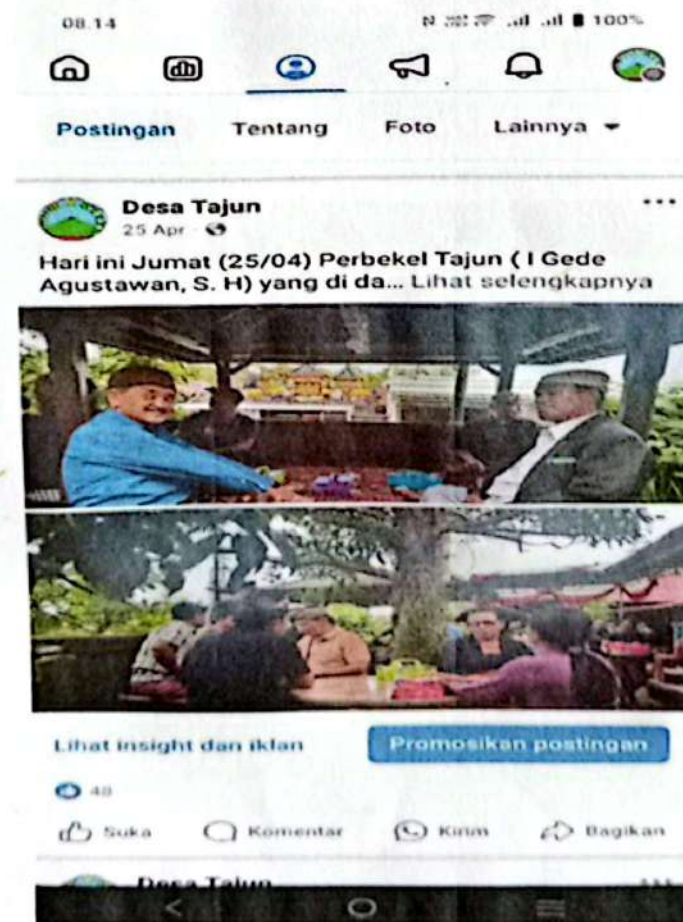 08.14
100%
Postingan Tentang Foto Lainnya
Desa Tajun
25 Apr
Hari ini Jumat (25/04) Perbekel Tajun ( I Gede
Agustawan, S. H) yang di da... Lihat selengkapnya
Lihat insight dan iklan Promosikan postingan
48
Suka Komentar Kirim Bagikan
Desa Tajun